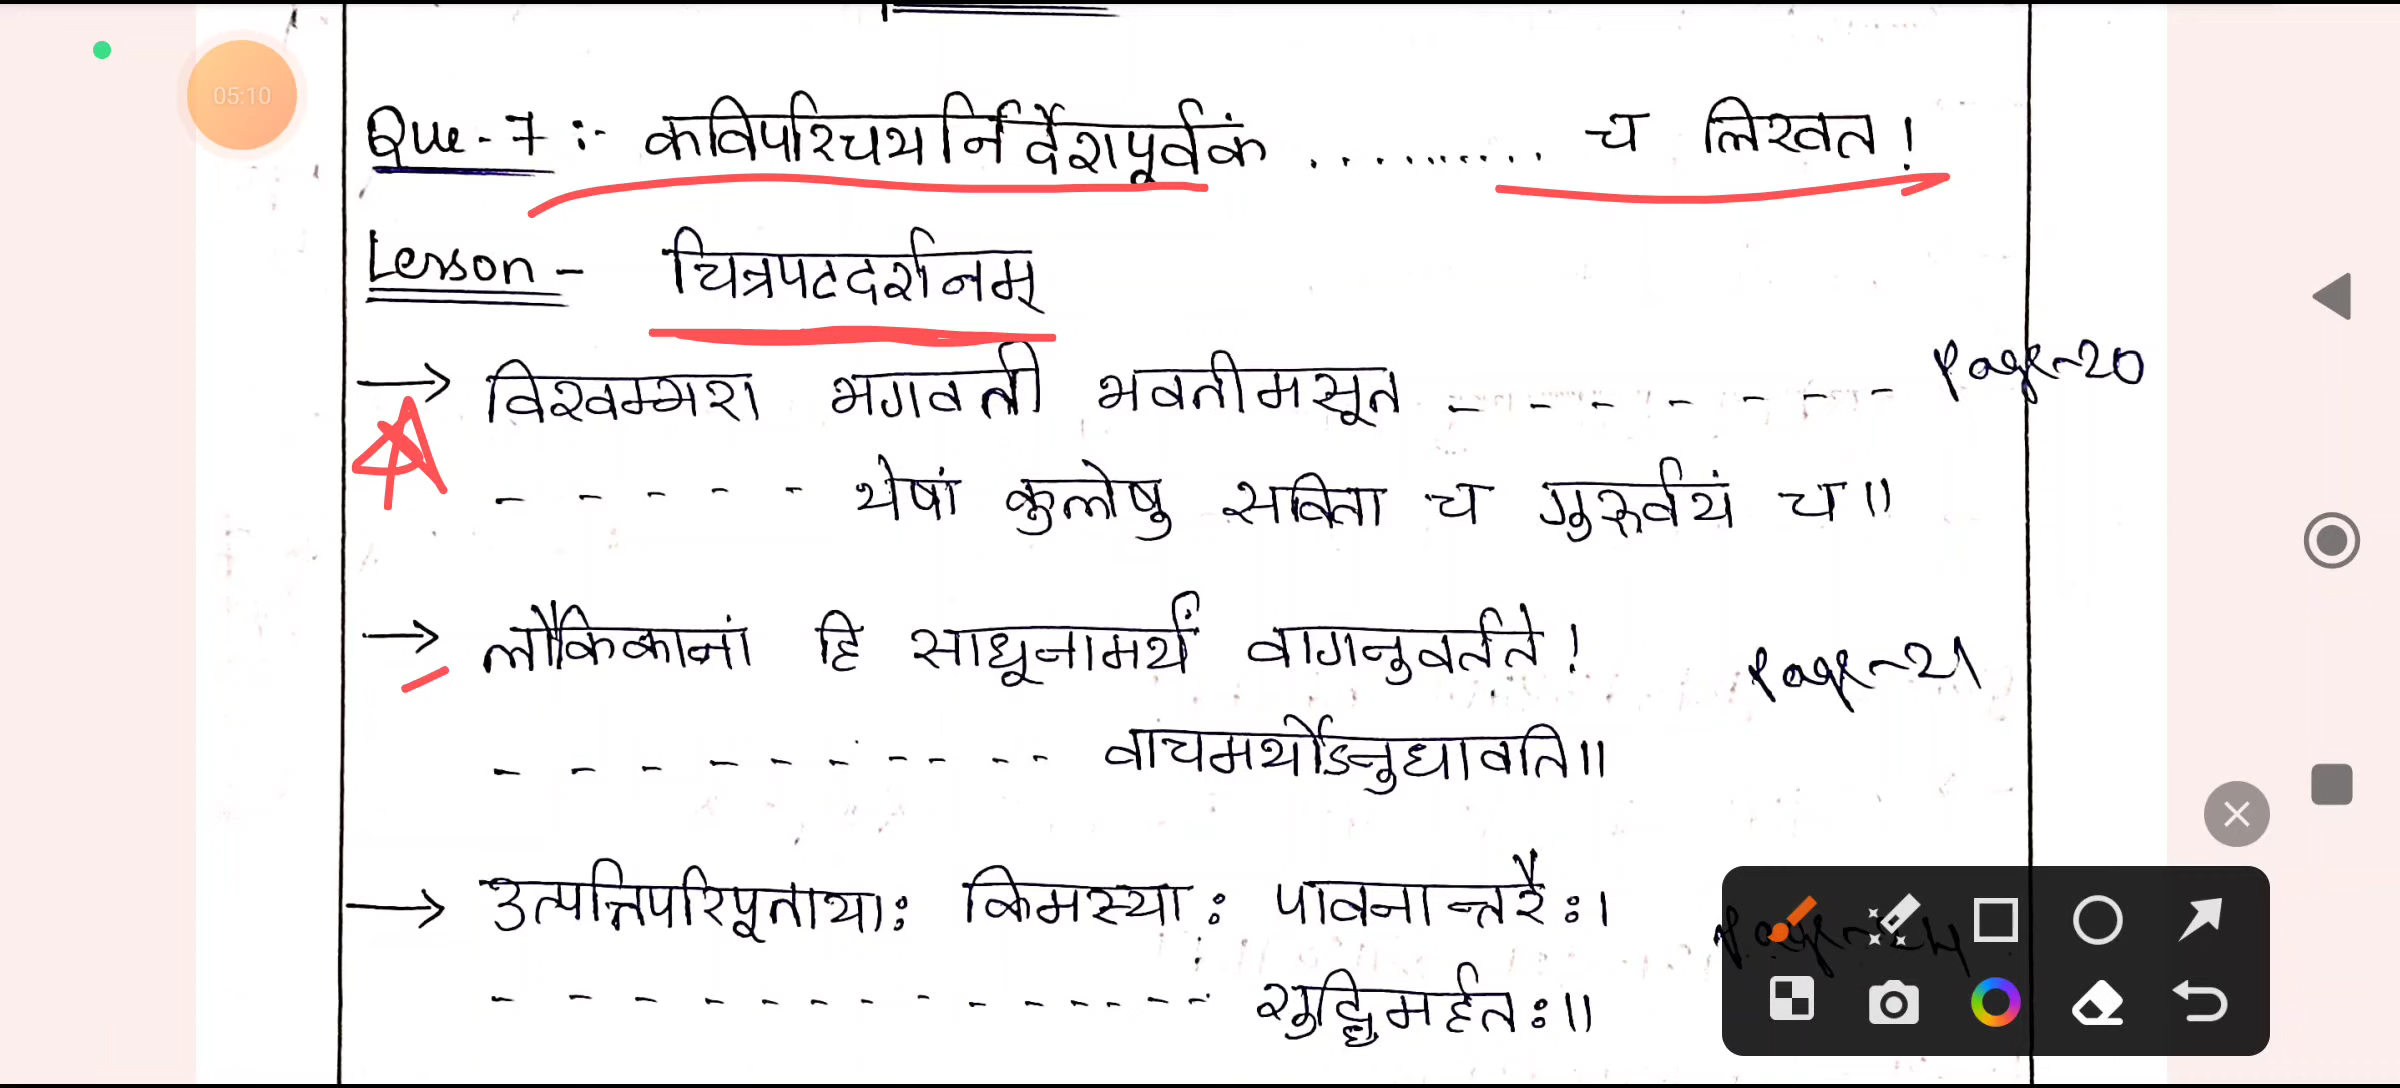 05:10
Que-7 :- कविपरिचयनिर्देशपूर्वकं ........... च लिखत !
Lesson - चित्रपटदर्शनम्
→ विश्वम्भरा भगवती भवतीमसूत - - - - - - - Page~20
- - - - - येषां कुलेषु सविता च गुरुर्वयं च॥
→ लौकिकानां हि साधूनामर्थं वागनुवर्तते ! Page~21
- - - - - - - - - - वाचमर्थोऽनुधावति॥
→ उत्पत्तिपरिपूतायाः किमस्याः पावनान्तरैः।
- - - - - - - - - - - - - - शुद्धिमर्हतः॥